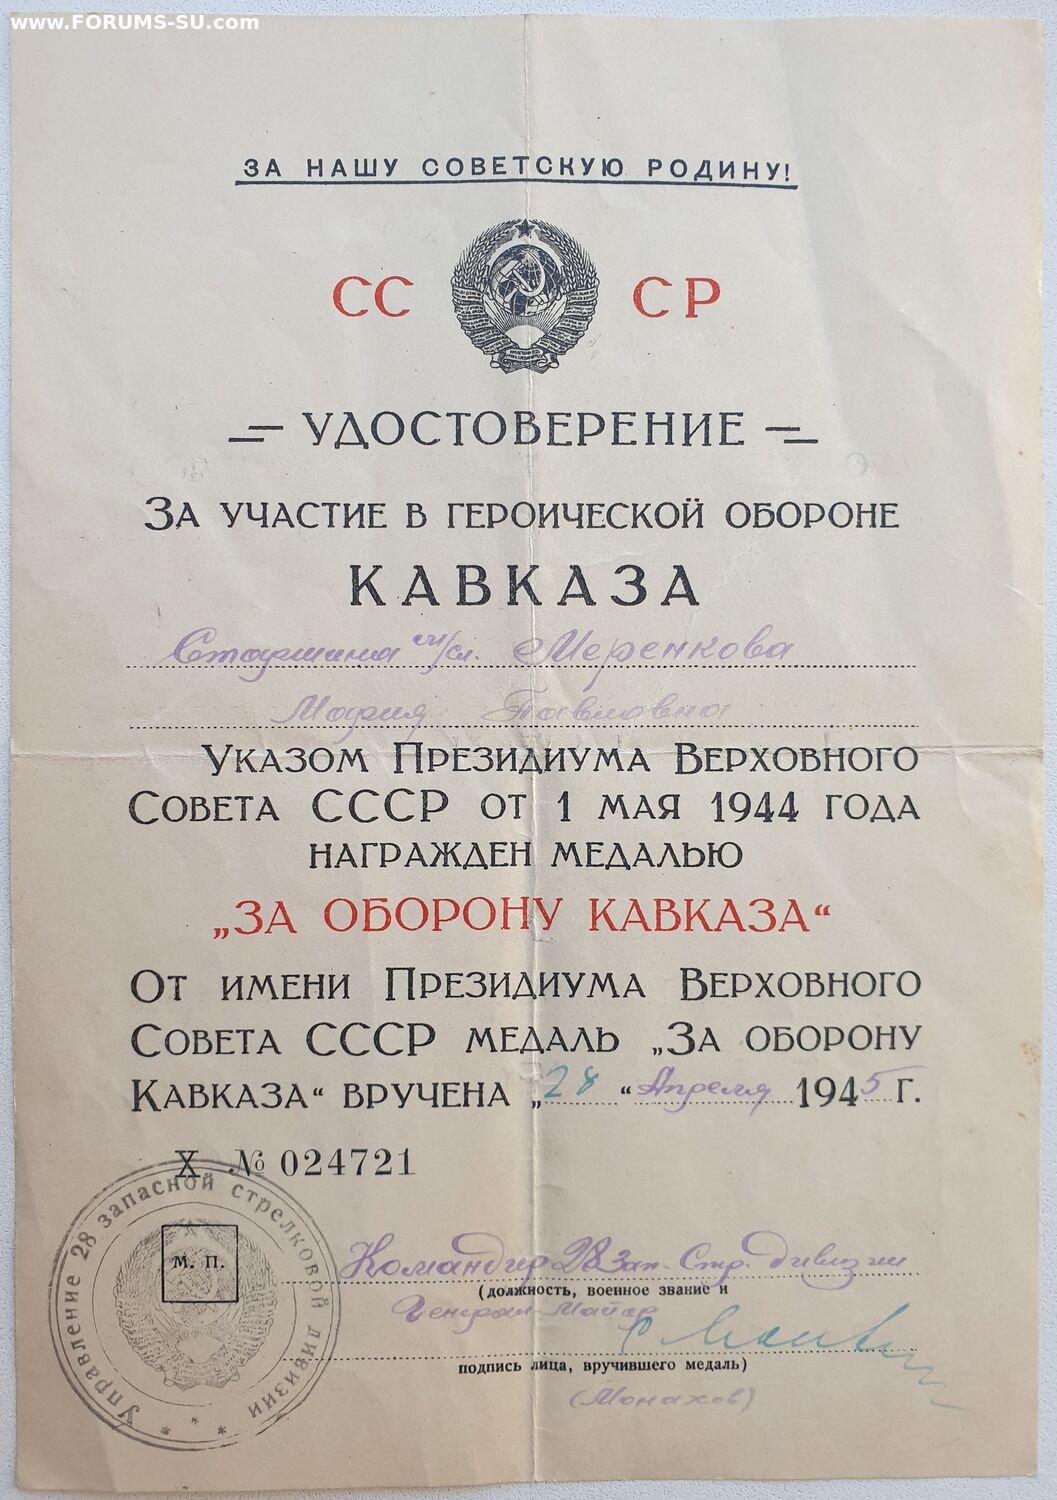 www.FORUMS-SU.com
ЗА НАШУ СОВЕТСКУЮ РОДИНУ!
СС СР
УДОСТОВЕРЕНИЕ
ЗА УЧАСТИЕ В ГЕРОИЧЕСКОЙ ОБОРОНЕ
КАВКАЗА
Старшина м/сл. Меренкова
Мария Павловна
УКАЗОМ ПРЕЗИДИУМА ВЕРХОВНОГО
СОВЕТА СССР ОТ 1 МАЯ 1944 ГОДА
НАГРАЖДЕН МЕДАЛЬЮ
„ЗА ОБОРОНУ КАВКАЗА“
ОТ ИМЕНИ ПРЕЗИДИУМА ВЕРХОВНОГО
СОВЕТА СССР МЕДАЛЬ „ЗА ОБОРОНУ
КАВКАЗА“ ВРУЧЕНА „28“ Апреля 1945 Г.
Х № 024721
Управление 28 запасной стрелковой дивизии
М. П.
Командир 28 Зап. Стр. Дивизии
(должность, военное звание и
Генерал-Майор
подпись лица, вручившего медаль)
(Монахов)